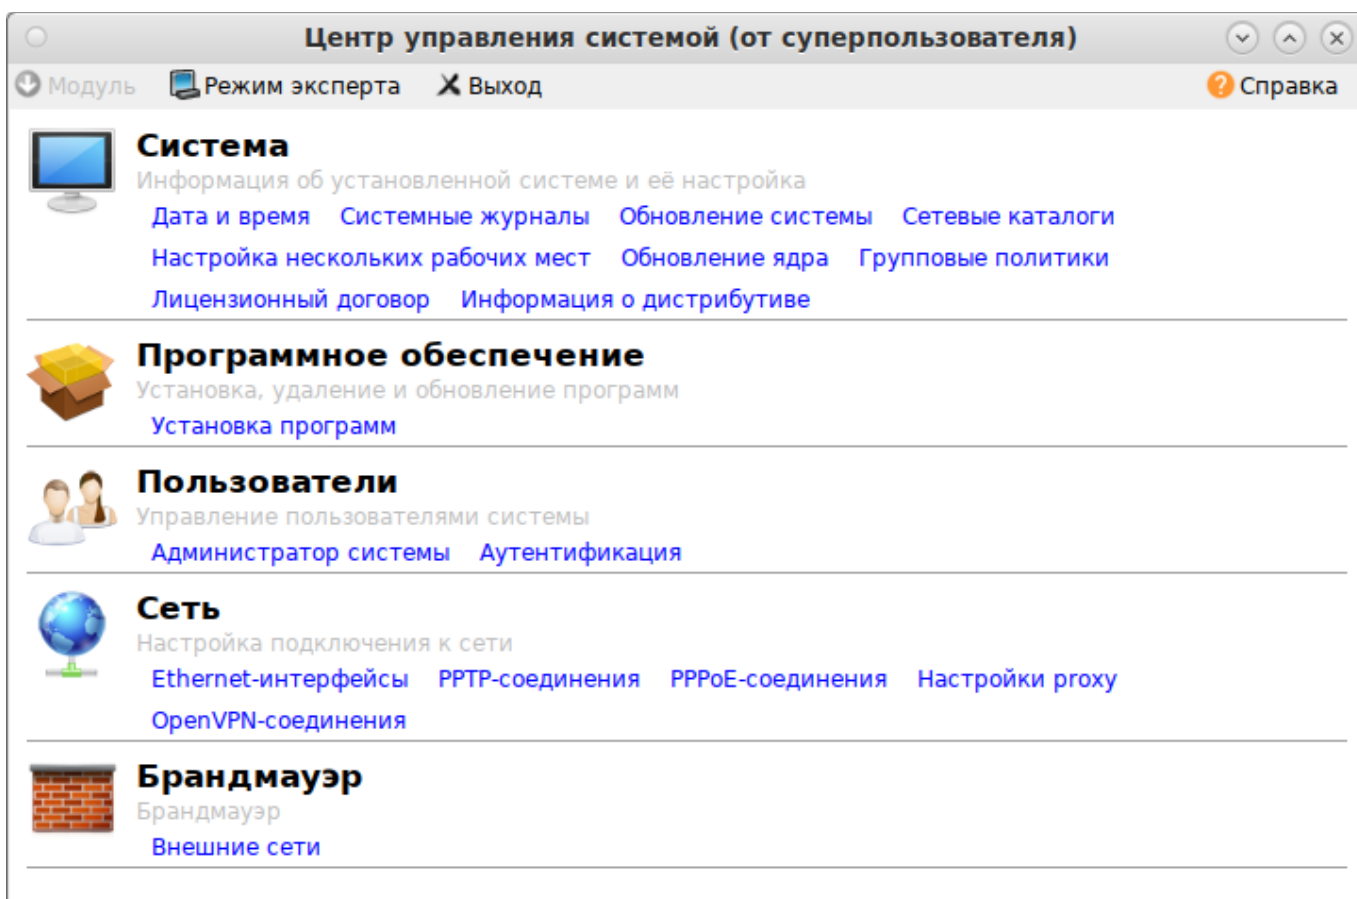 Центр управления системой (от суперпользователя)
Модуль Режим эксперта Выход Справка
Система
Информация об установленной системе и её настройка
Дата и время Системные журналы Обновление системы Сетевые каталоги
Настройка нескольких рабочих мест Обновление ядра Групповые политики
Лицензионный договор Информация о дистрибутиве
Программное обеспечение
Установка, удаление и обновление программ
Установка программ
Пользователи
Управление пользователями системы
Администратор системы Аутентификация
Сеть
Настройка подключения к сети
Ethernet-интерфейсы PPTP-соединения PPPoE-соединения Настройки proxy
OpenVPN-соединения
Брандмауэр
Брандмауэр
Внешние сети